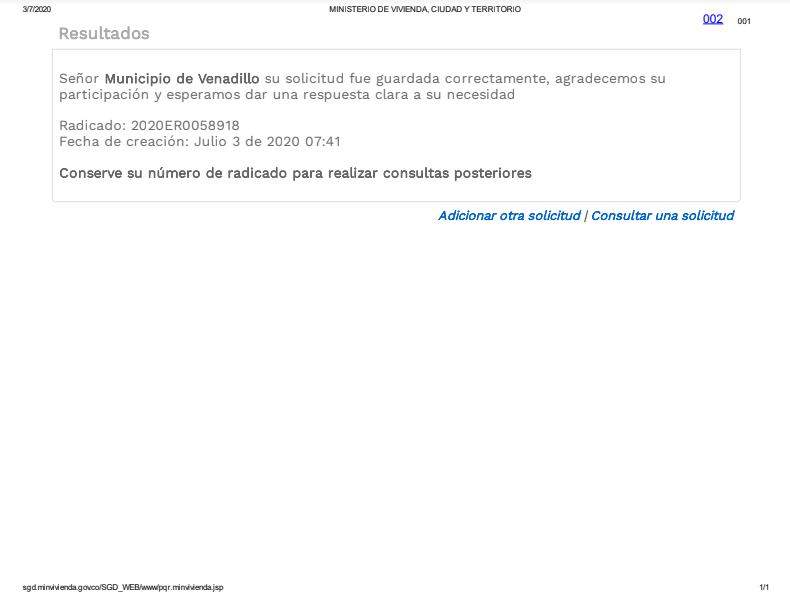 3/7/2020
MINISTERIO DE VIVIENDA, CIUDAD Y TERRITORIO
002
001
Resultados
Señor Municipio de Venadillo su solicitud fue guardada correctamente, agradecemos su
participación y esperamos dar una respuesta clara a su necesidad
Radicado: 2020ER0058918
Fecha de creación: Julio 3 de 2020 07:41
Conserve su número de radicado para realizar consultas posteriores
Adicionar otra solicitud | Consultar una solicitud
sgd.minvivienda.gov.co/SGD_WEB/www/pqr.minvivienda.jsp
1/1